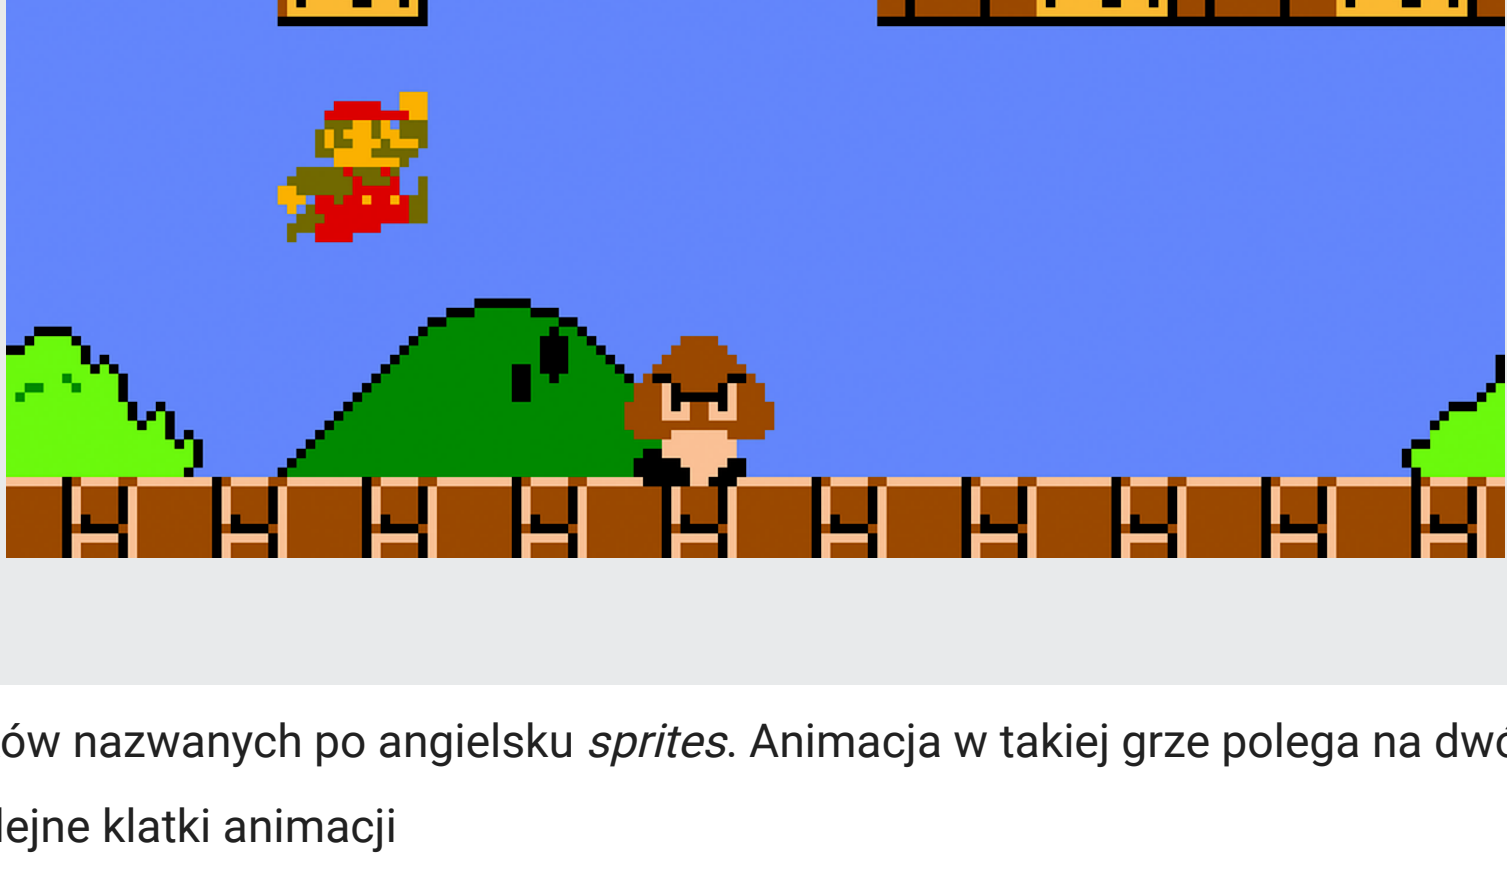 ów nazwanych po angielsku sprites. Animacja w takiej grze polega na dwó
lejne klatki animacji